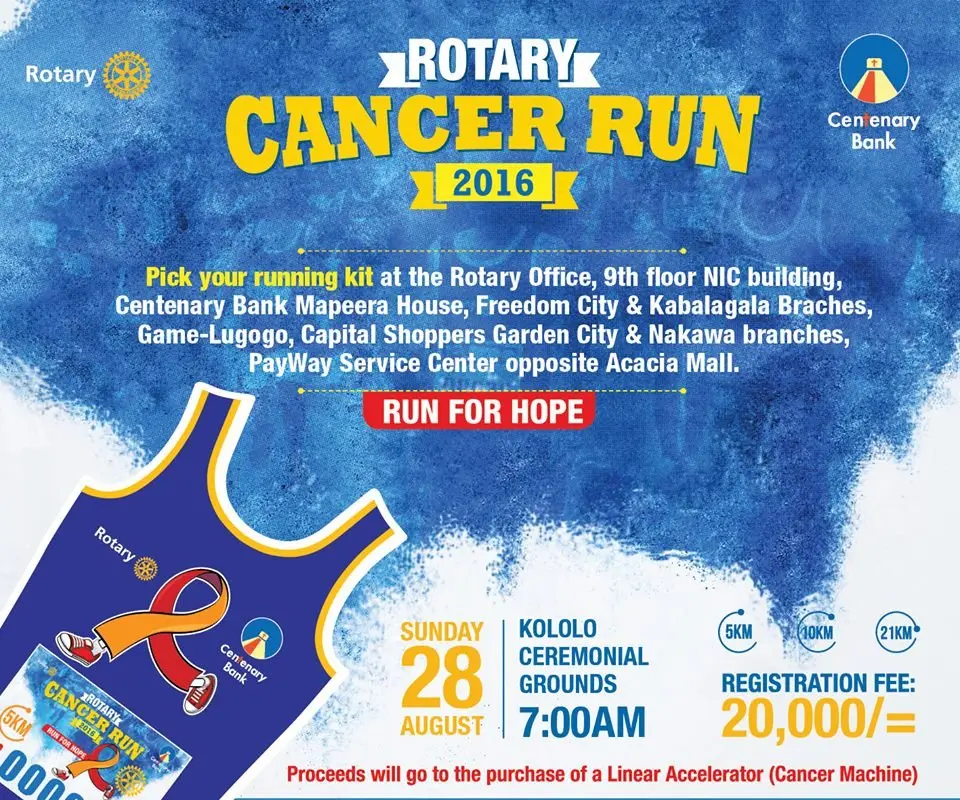 Rotary
ROTARY
CANCER RUN
2016
Centenary
Bank
Pick your running kit at the Rotary Office, 9th floor NIC building,
Centenary Bank Mapeera House, Freedom City & Kabalagala Braches,
Game-Lugogo, Capital Shoppers Garden City & Nakawa branches,
PayWay Service Center opposite Acacia Mall.
RUN FOR HOPE
Rotary
Centenary
Bank
ROTARY
CANCER RUN
2016
RUN FOR HOPE
5KM
000
SUNDAY
28
AUGUST
KOLOLO
CEREMONIAL
GROUNDS
7:00AM
5KM
10KM
21KM
REGISTRATION FEE:
20,000/=
Proceeds will go to the purchase of a Linear Accelerator (Cancer Machine)